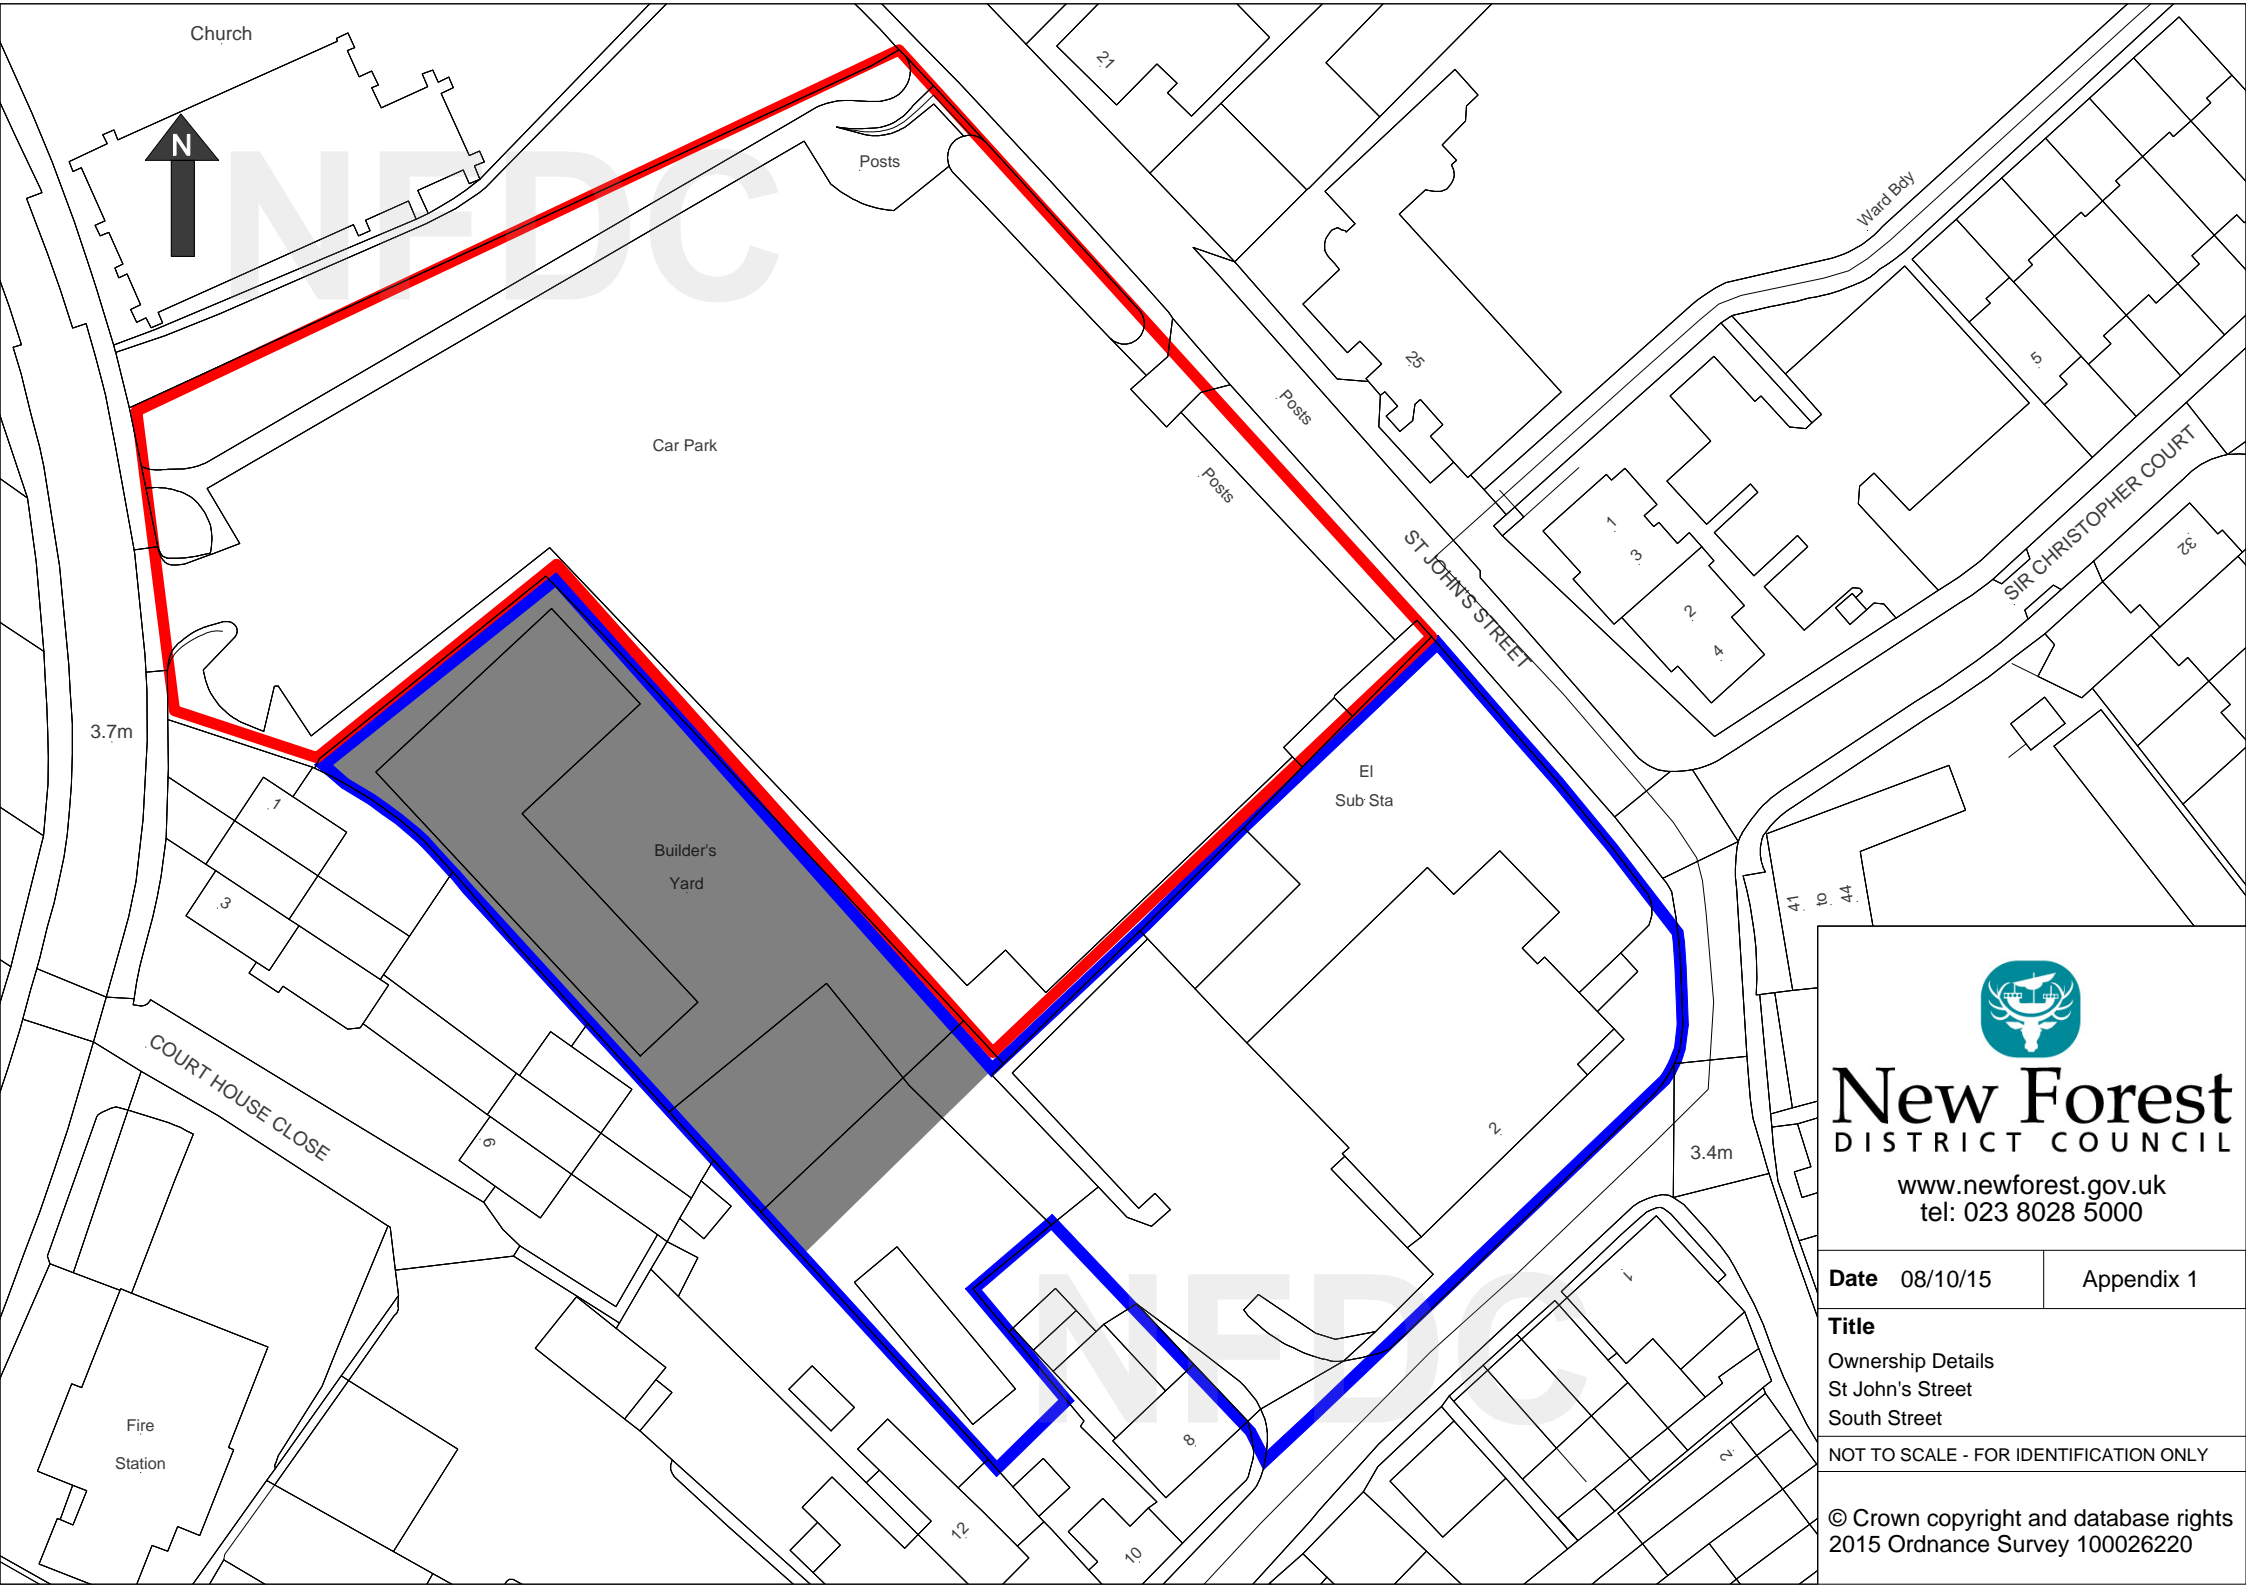 Church
N
NFDC
Posts
21
Ward Bdy
25
5
Posts
Car Park
Posts
SIR CHRISTOPHER COURT
ST JOHN'S STREET
1
3
2
4
32
3.7m
El
Sub Sta
1
3
Builder's
Yard
41
to
44
COURT HOUSE CLOSE
6
2
3.4m
1
NFDC
Fire
Station
8
2
12
10
New Forest
DISTRICT COUNCIL
www.newforest.gov.uk
tel: 023 8028 5000
Date 08/10/15
Appendix 1
Title
Ownership Details
St John's Street
South Street
NOT TO SCALE - FOR IDENTIFICATION ONLY
© Crown copyright and database rights
2015 Ordnance Survey 100026220